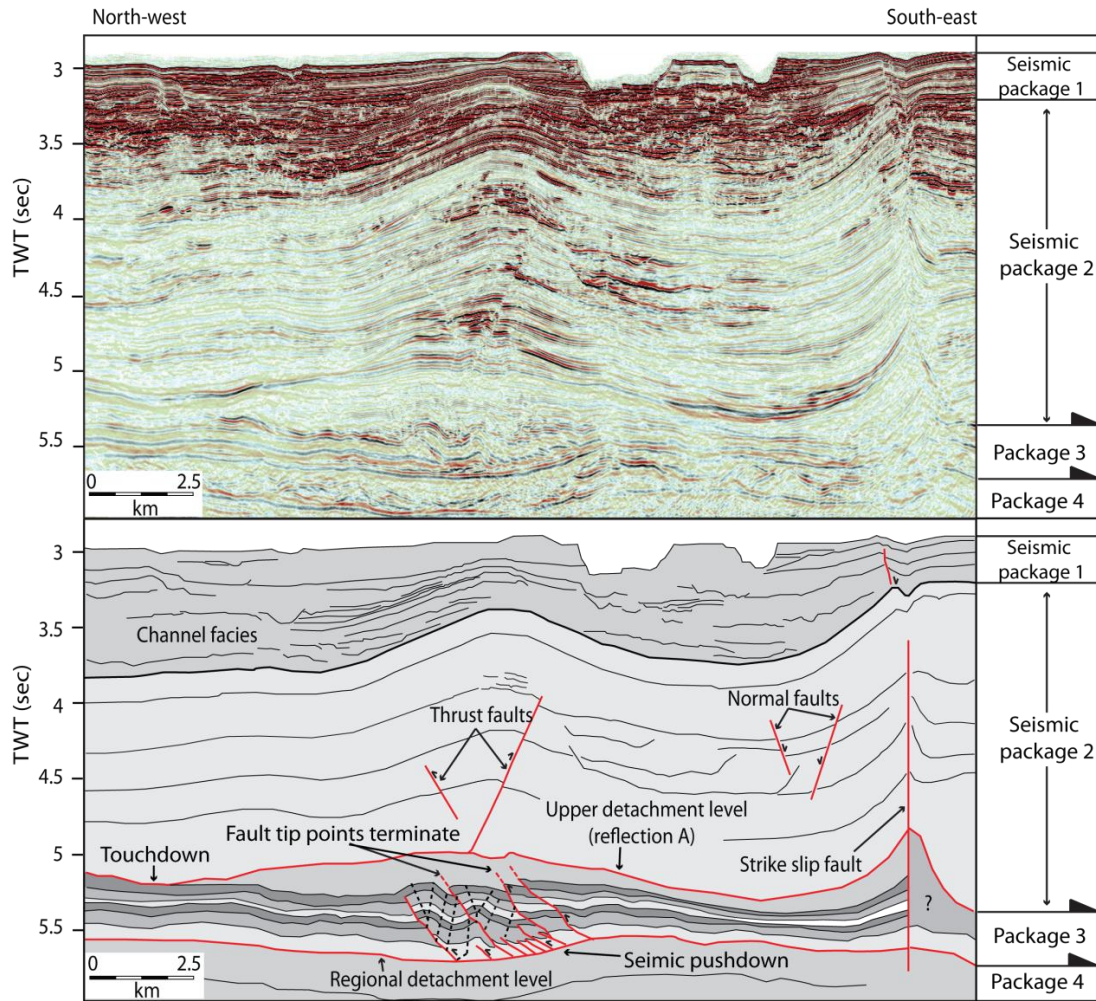 North-west
South-east
TWT (sec)
3
3.5
4
4.5
5
5.5
0
2.5
km
Seismic
package 1
Seismic
package 2
Package 3
Package 4
TWT (sec)
3
3.5
4
4.5
5
5.5
Channel facies
Thrust faults
Normal faults
Fault tip points terminate
Upper detachment level
(reflection A)
Touchdown
Strike slip fault
?
Regional detachment level
Seimic pushdown
0
2.5
km
Seismic
package 1
Seismic
package 2
Package 3
Package 4